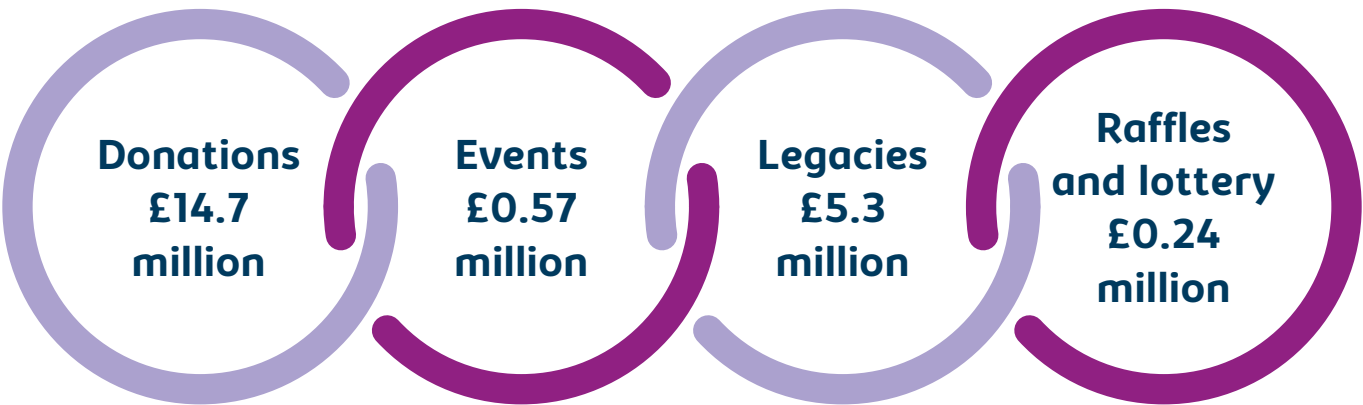 Donations
£14.7
million
Events
£0.57
million
Legacies
£5.3
million
Raffles
and lottery
£0.24
million